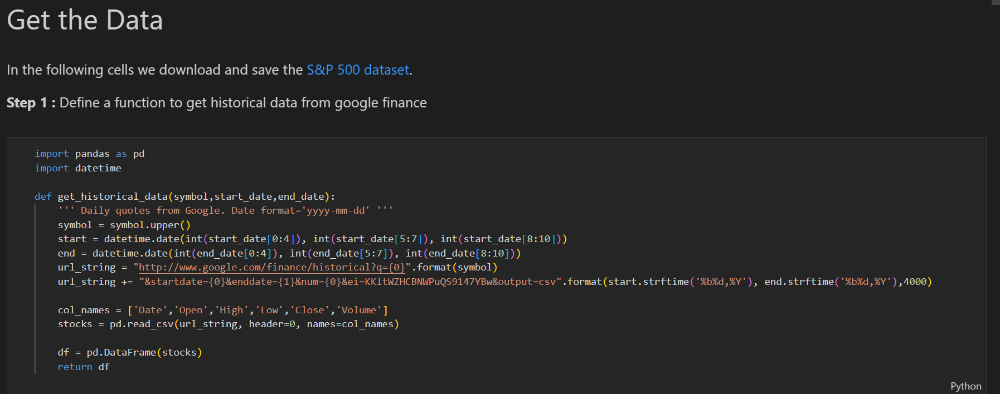 Get the Data
In the following cells we download and save the S&P 500 dataset.
Step 1 : Define a function to get historical data from google finance
import pandas as pd
import datetime
def get_historical_data(symbol,start_date,end_date):
''' Daily quotes from Google. Date format='yyyy-mm-dd' '''
symbol = symbol.upper()
start = datetime.date(int(start_date[0:4]), int(start_date[5:7]), int(start_date[8:10]))
end = datetime.date(int(end_date[0:4]), int(end_date[5:7]), int(end_date[8:10]))
url_string = "http://www.google.com/finance/historical?q={0}".format(symbol)
url_string += "&startdate={0}&enddate={1}&num={0}&ei=KKltWZHCBNWPuQS9147YBw&output=csv".format(start.strftime('%b%d,%Y'), end.strftime('%b%d,%Y'),4000)
col_names = ['Date','Open','High','Low','Close','Volume']
stocks = pd.read_csv(url_string, header=0, names=col_names)
df = pd.DataFrame(stocks)
return df
Python